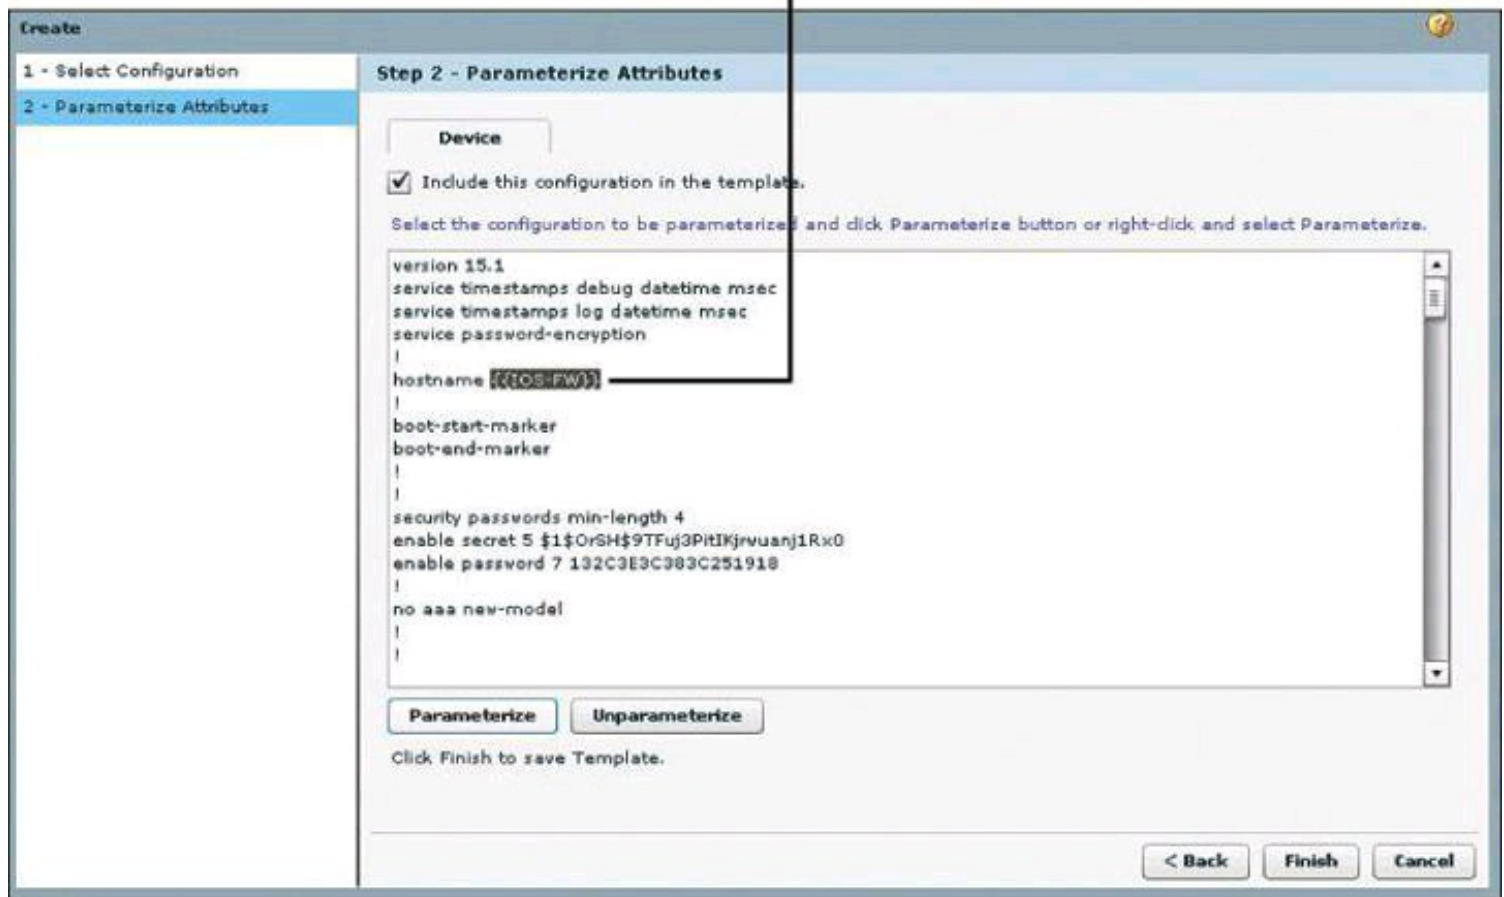 Create
1 - Select Configuration
2 - Parameterize Attributes
Step 2 - Parameterize Attributes
Device
Include this configuration in the template.
Select the configuration to be parameterized and click Parameterize button or right-click and select Parameterize.
version 15.1
service timestamps debug datetime msec
service timestamps log datetime msec
service password-encryption
!
hostname {{IOS-FW}}
!
boot-start-marker
boot-end-marker
!
!
security passwords min-length 4
enable secret 5 $1$OrSH$9TFuj3PitIKjrwuanj1Rx0
enable password 7 132C3E3C383C251918
!
no aaa new-model
!
!
Parameterize
Unparameterize
Click Finish to save Template.
< Back
Finish
Cancel